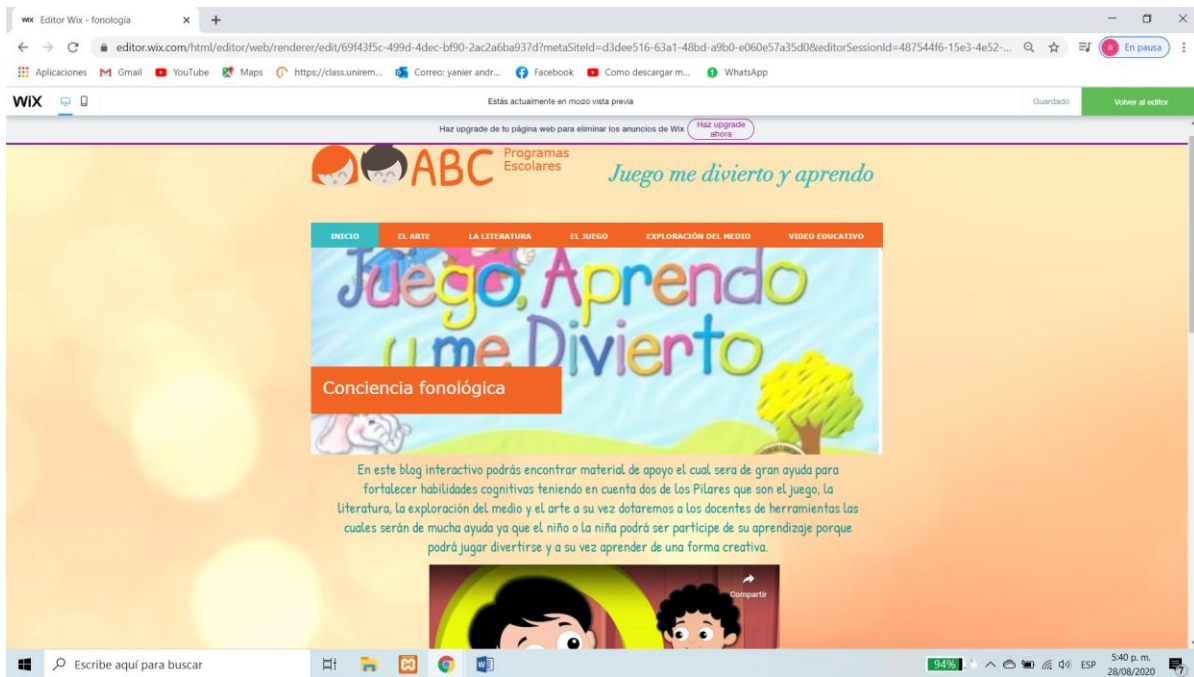 Editor Wix - fonologia
editor.wix.com/html/editor/web/renderer/edit/69f43f5c-499d-4dec-bf90-2ac2a6ba937d?metaSiteId=d3dee516-63a1-48bd-a9b0-e060e57a35d0&editorSessionId=487544f6-15e3-4e52-...
En pausa
Aplicaciones Gmail YouTube Maps https://class.unirem... Correo: yanier andr... Facebook Como descargar m... WhatsApp
WiX Estás actualmente en modo vista previa Guardado Volver al editor
Haz upgrade de tu página web para eliminar los anuncios de Wix Haz upgrade ahora
ABC Programas Escolares
Juego me divierto y aprendo
INICIO EL ARTE LA LITERATURA EL JUEGO EXPLORACIÓN DEL MEDIO VIDEO EDUCATIVO
Juego, Aprendo
y me Divierto
Conciencia fonológica
En este blog interactivo podrás encontrar material de apoyo el cual sera de gran ayuda para
fortalecer habilidades cognitivas teniendo en cuenta dos de los Pilares que son el juego, la
literatura, la exploración del medio y el arte a su vez dotaremos a los docentes de herramientas las
cuales serán de mucha ayuda ya que el niño o la niña podrá ser partícipe de su aprendizaje porque
podrá jugar divertirse y a su vez aprender de una forma creativa.
Compartir
Escribe aquí para buscar
94%
ESP
5:40 p. m.
28/08/2020